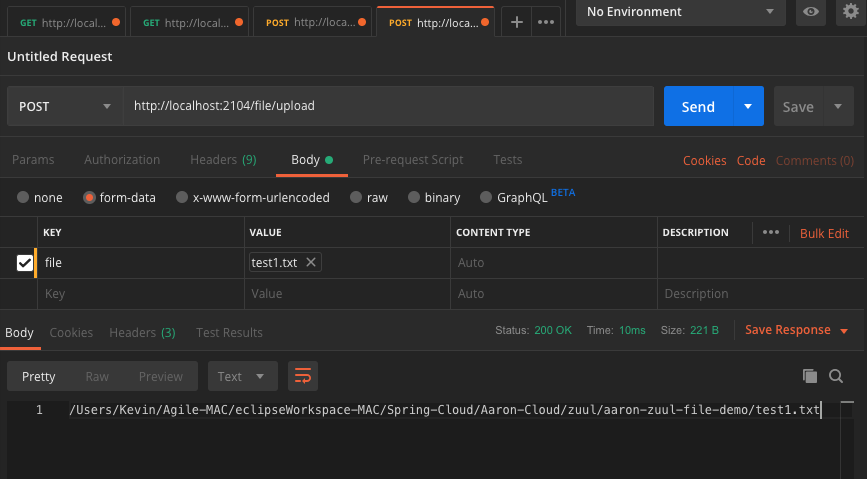 GET http://local... GET http://local... POST http://local... POST http://loca... + ••• No Environment
Untitled Request
POST http://localhost:2104/file/upload Send Save
Params Authorization Headers (9) Body Pre-request Script Tests Cookies Code Comments (0)
none form-data x-www-form-urlencoded raw binary GraphQL BETA
KEY VALUE CONTENT TYPE DESCRIPTION ••• Bulk Edit
file test1.txt Auto
Key Value Auto Description
Body Cookies Headers (3) Test Results Status: 200 OK Time: 10ms Size: 221 B Save Response
Pretty Raw Preview Text
1 /Users/Kevin/Agile-MAC/eclipseWorkspace-MAC/Spring-Cloud/Aaron-Cloud/zuul/aaron-zuul-file-demo/test1.txt